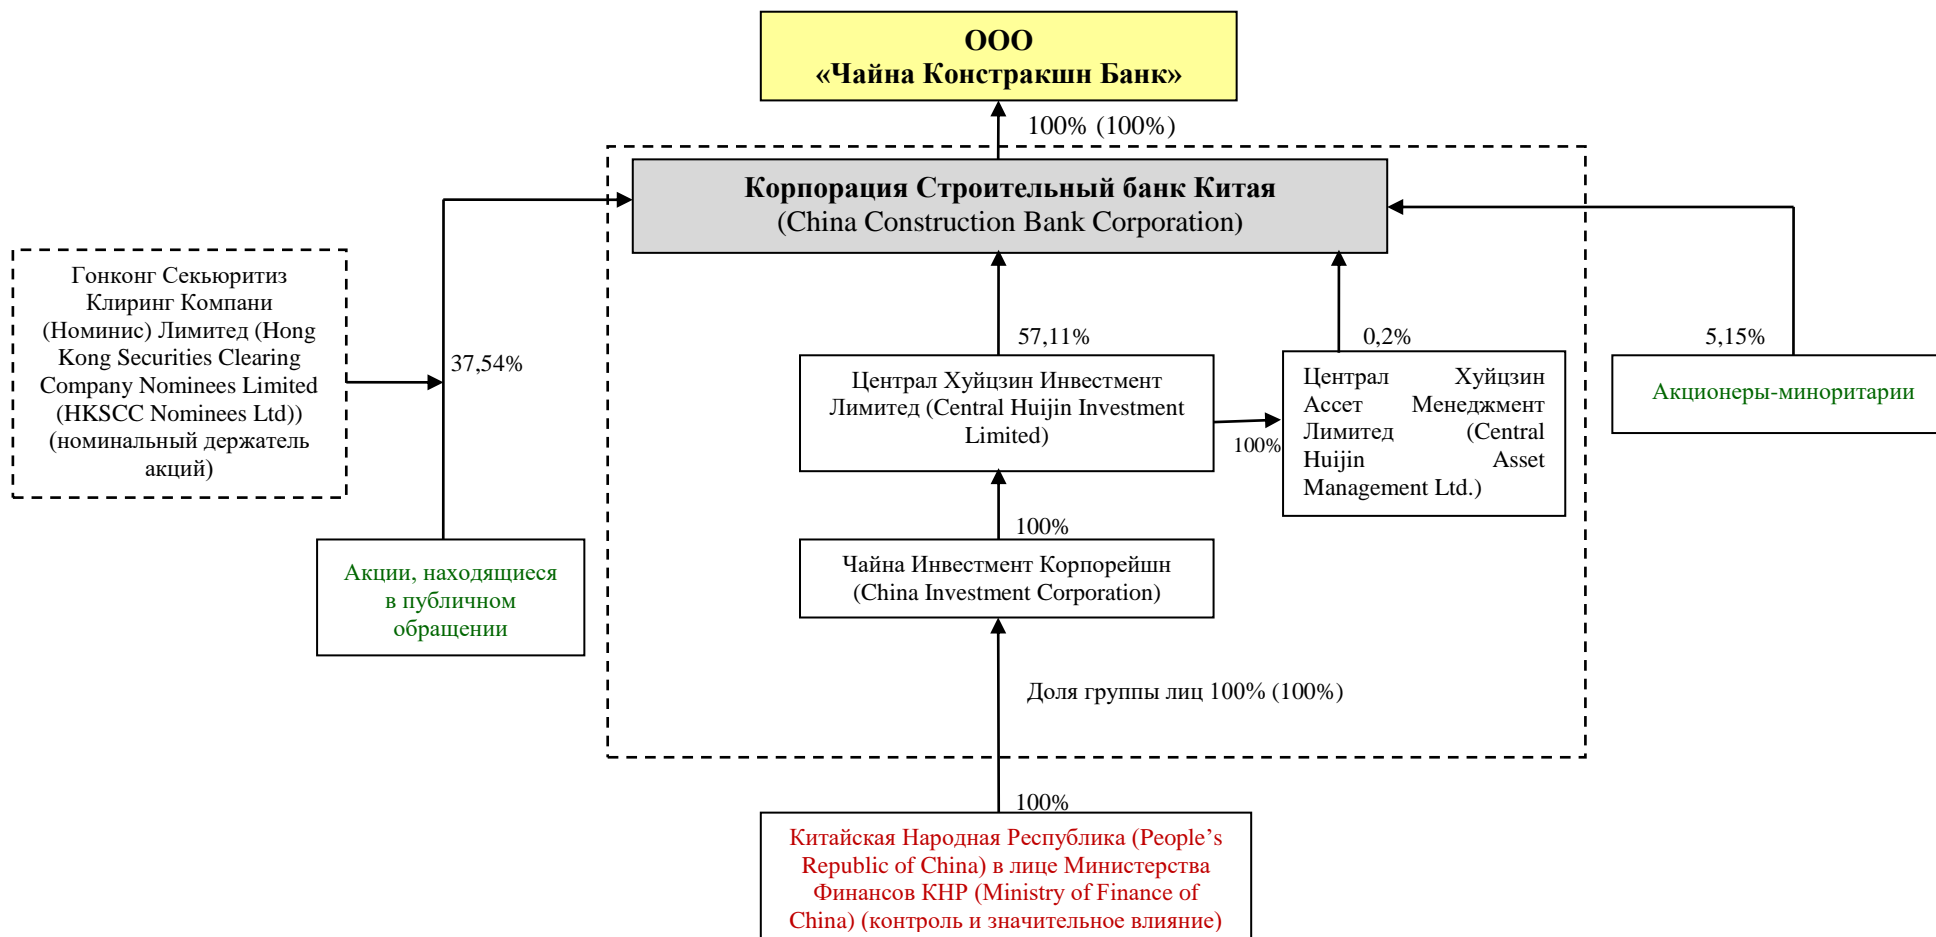 ООО
«Чайна Констракшн Банк»
100% (100%)
Корпорация Строительный банк Китая
(China Construction Bank Corporation)
Гонконг Секьюритиз
Клиринг Компани
(Номинис) Лимитед (Hong
Kong Securities Clearing
Company Nominees Limited
(HKSCC Nominees Ltd))
(номинальный держатель
акций)
37,54%
57,11%
0,2%
5,15%
Централ Хуйцзин Инвестмент
Лимитед (Central Huijin Investment
Limited)
100%
Централ Хуйцзин
Ассет Менеджмент
Лимитед (Central
Huijin Asset
Management Ltd.)
Акционеры-миноритарии
100%
Акции, находящиеся
в публичном
обращении
Чайна Инвестмент Корпорейшн
(China Investment Corporation)
Доля группы лиц 100% (100%)
100%
Китайская Народная Республика (People’s
Republic of China) в лице Министерства
Финансов КНР (Ministry of Finance of
China) (контроль и значительное влияние)